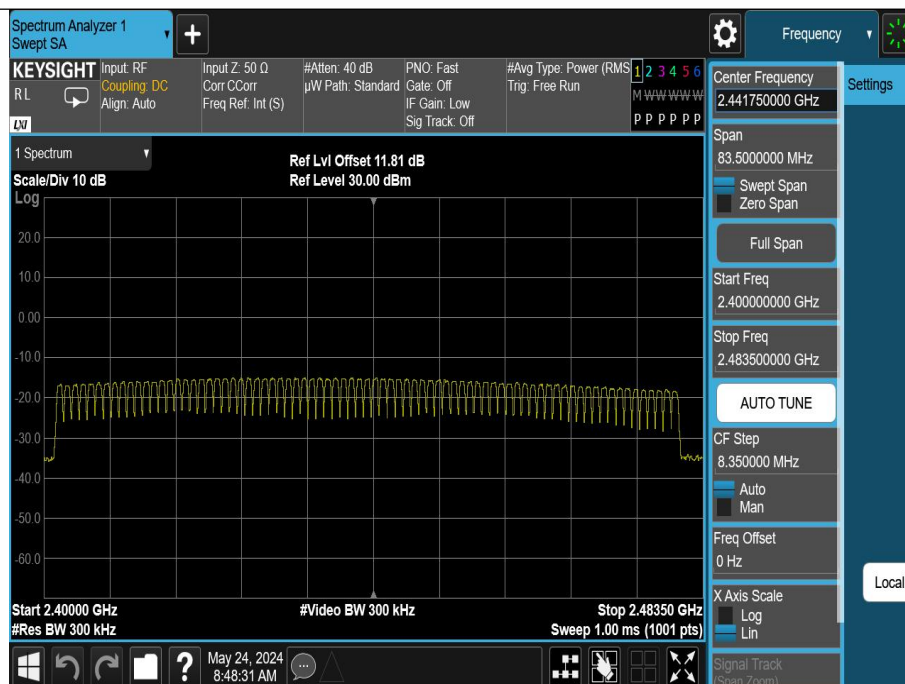 Spectrum Analyzer 1
Swept SA
+
Frequency
KEYSIGHT
RL
LXI
Input: RF
Coupling: DC
Align: Auto
Input Z: 50 Ω
Corr CCorr
Freq Ref: Int (S)
#Atten: 40 dB
µW Path: Standard
PNO: Fast
Gate: Off
IF Gain: Low
Sig Track: Off
#Avg Type: Power (RMS
Trig: Free Run
1 2 3 4 5 6
M W W W W W
P P P P P P
1 Spectrum
Scale/Div 10 dB
Ref Lvl Offset 11.81 dB
Ref Level 30.00 dBm
Log
20.0
10.0
0.00
-10.0
-20.0
-30.0
-40.0
-50.0
-60.0
Start 2.40000 GHz
#Res BW 300 kHz
#Video BW 300 kHz
Stop 2.48350 GHz
Sweep 1.00 ms (1001 pts)
?
May 24, 2024
8:48:31 AM
Center Frequency
2.441750000 GHz
Span
83.5000000 MHz
Swept Span
Zero Span
Full Span
Start Freq
2.400000000 GHz
Stop Freq
2.483500000 GHz
AUTO TUNE
CF Step
8.350000 MHz
Auto
Man
Freq Offset
0 Hz
X Axis Scale
Log
Lin
Signal Track
(Span Zoom)
Settings
Local